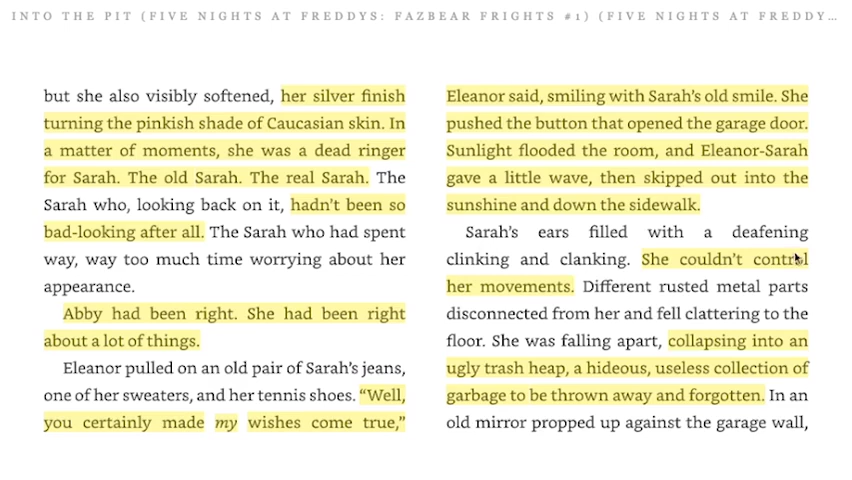 INTO THE PIT (FIVE NIGHTS AT FREDDYS: FAZBEAR FRIGHTS #1) (FIVE NIGHTS AT FREDDY...
but she also visibly softened, her silver finish
turning the pinkish shade of Caucasian skin. In
a matter of moments, she was a dead ringer
for Sarah. The old Sarah. The real Sarah. The
Sarah who, looking back on it, hadn't been so
bad-looking after all. The Sarah who had spent
way, way too much time worrying about her
appearance.
Abby had been right. She had been right
about a lot of things.
Eleanor pulled on an old pair of Sarah's jeans,
one of her sweaters, and her tennis shoes. “Well,
you certainly made my wishes come true,”
Eleanor said, smiling with Sarah's old smile. She
pushed the button that opened the garage door.
Sunlight flooded the room, and Eleanor-Sarah
gave a little wave, then skipped out into the
sunshine and down the sidewalk.
Sarah's ears filled with a deafening
clinking and clanking. She couldn't control
her movements. Different rusted metal parts
disconnected from her and fell clattering to the
floor. She was falling apart, collapsing into an
ugly trash heap, a hideous, useless collection of
garbage to be thrown away and forgotten. In an
old mirror propped up against the garage wall,